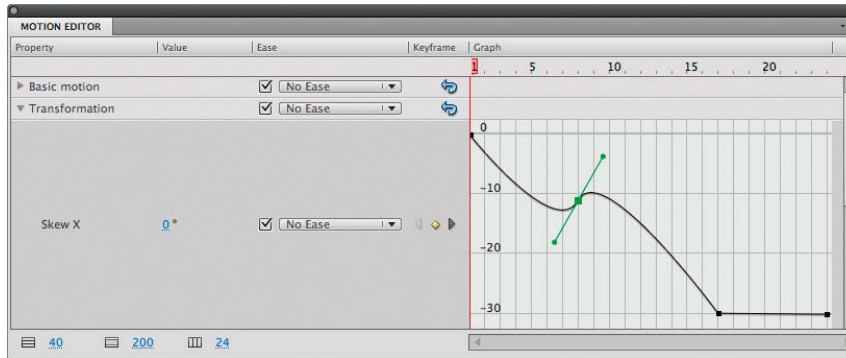 MOTION EDITOR
Property Value Ease Keyframe Graph
1 5 10 15 20
Basic motion No Ease
Transformation No Ease
0
-10
Skew X 0° No Ease
-20
-30
40 200 24